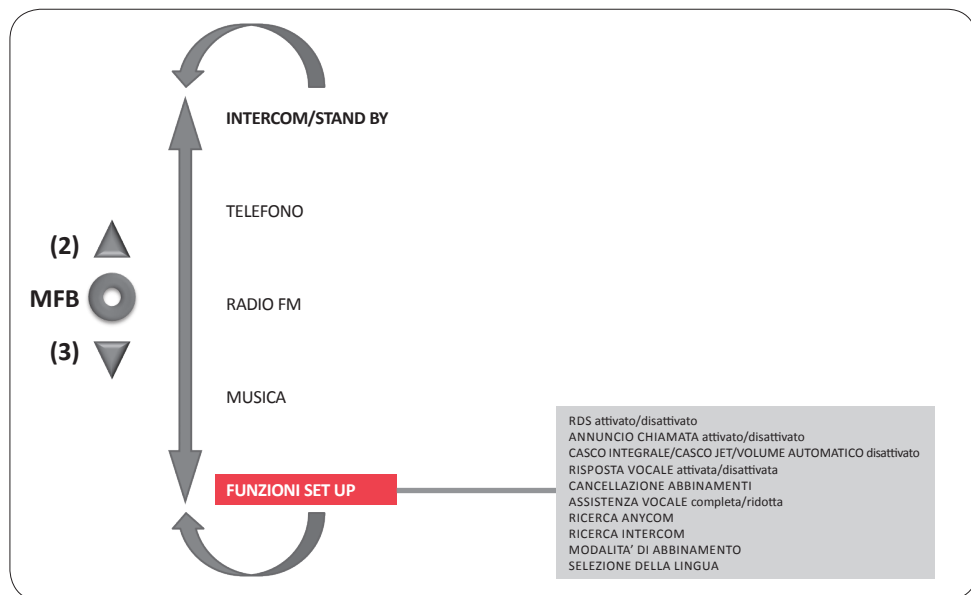 INTERCOM/STAND BY
TELEFONO
(2)
MFB
RADIO FM
(3)
MUSICA
FUNZIONI SET UP
RDS attivato/disattivato
ANNUNCIO CHIAMATA attivato/disattivato
CASCO INTEGRALE/CASCO JET/VOLUME AUTOMATICO disattivato
RISPOSTA VOCALE attivata/disattivata
CANCELLAZIONE ABBINAMENTI
ASSISTENZA VOCALE completa/ridotta
RICERCA ANYCOM
RICERCA INTERCOM
MODALITA’ DI ABBINAMENTO
SELEZIONE DELLA LINGUA